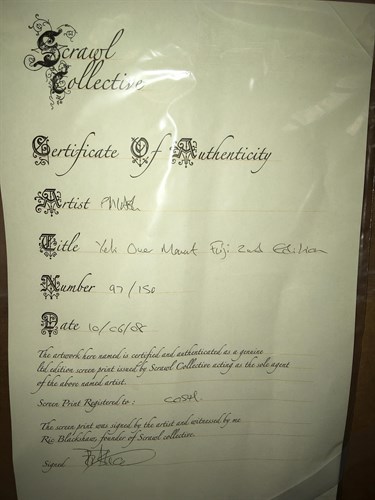 Scrawl
Collective
Certificate Of Authenticity
Artist
Title Yeti Over Mount Fuji 2nd Edition
Number 97/150
Date 10/06/08
The artwork here named is certified and authenticated as a genuine
ltd edition screen print issued by Scrawl Collective acting as the sole agent
of the above named artist.
Screen Print Registered to :
The screen print was signed by the artist and witnessed by me
Ric Blackshaw, founder of Scrawl collective.
Signed